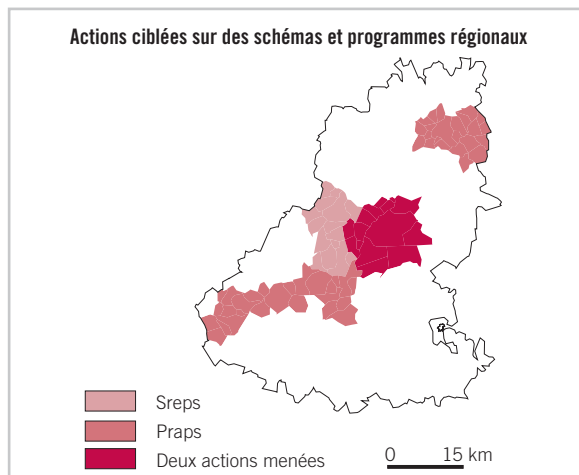 Actions ciblées sur des schémas et programmes régionaux
Sreps
Praps
Deux actions menées
0 15 km